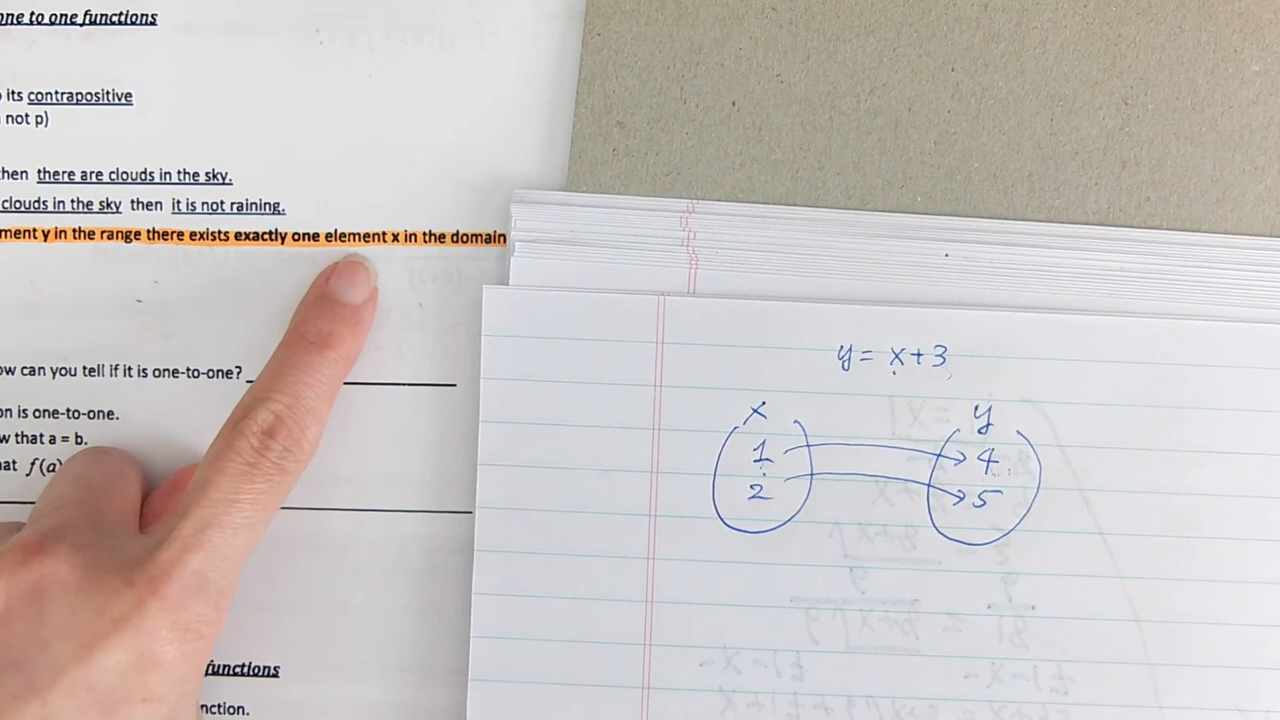 one to one functions
its contrapositive
not p)
then there are clouds in the sky.
clouds in the sky then it is not raining.
ment y in the range there exists exactly one element x in the domain
ow can you tell if it is one-to-one?
on is one-to-one.
w that a = b.
at f(a)
functions
nction.
y = x + 3
x y
1 4
2 5